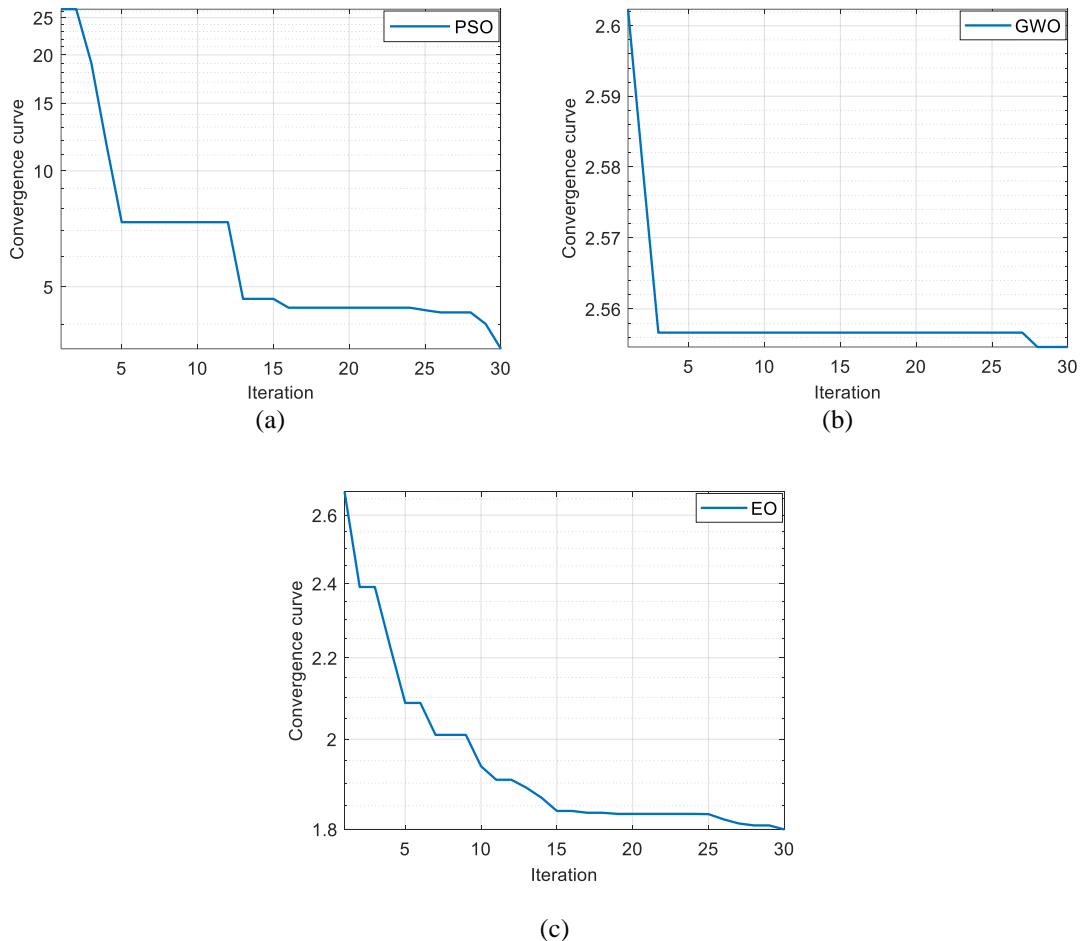 25
20
15
10
5
Convergence curve
PSO
5 10 15 20 25 30
Iteration
(a)
2.6
2.59
2.58
2.57
2.56
Convergence curve
GWO
5 10 15 20 25 30
Iteration
(b)
2.6
2.4
2.2
2
1.8
Convergence curve
EO
5 10 15 20 25 30
Iteration
(c)